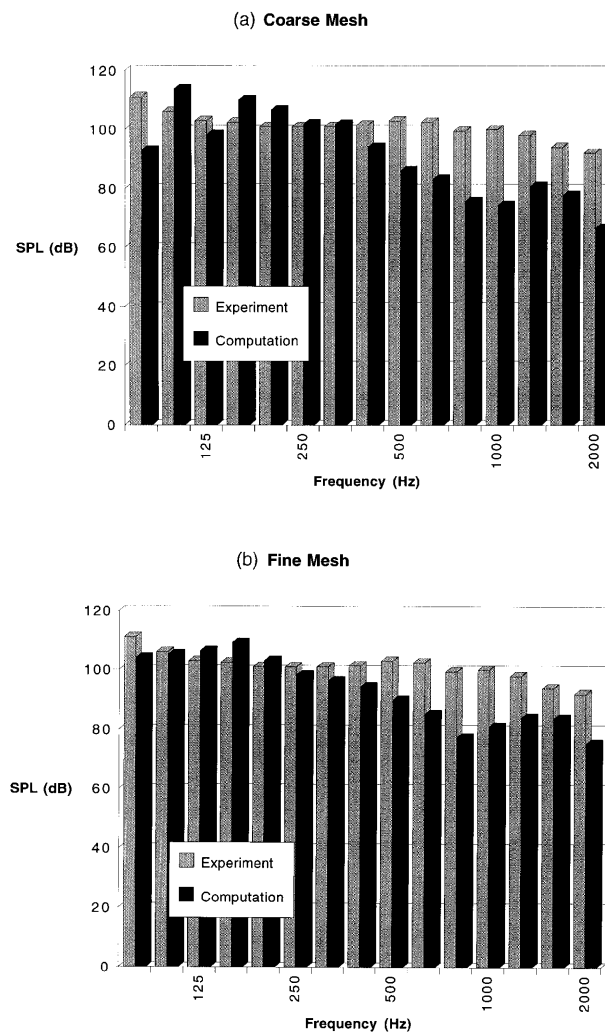 (a) Coarse Mesh
120
100
80
60
40
20
0
SPL (dB)
Experiment
Computation
125
250
500
1000
2000
Frequency (Hz)
(b) Fine Mesh
120
100
80
60
40
20
0
SPL (dB)
Experiment
Computation
125
250
500
1000
2000
Frequency (Hz)